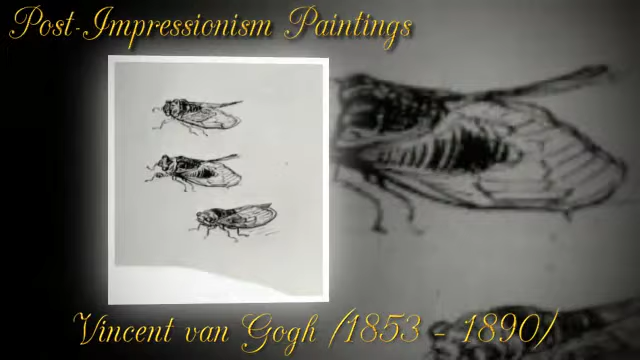 Post-Impressionism Paintings
Vincent van Gogh (1853 - 1890)